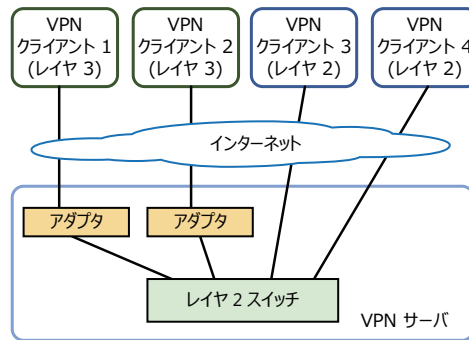 VPN
クライアント 1
(レイヤ 3)
VPN
クライアント 2
(レイヤ 3)
VPN
クライアント 3
(レイヤ 2)
VPN
クライアント 4
(レイヤ 2)
インターネット
アダプタ
アダプタ
レイヤ 2 スイッチ
VPN サーバ